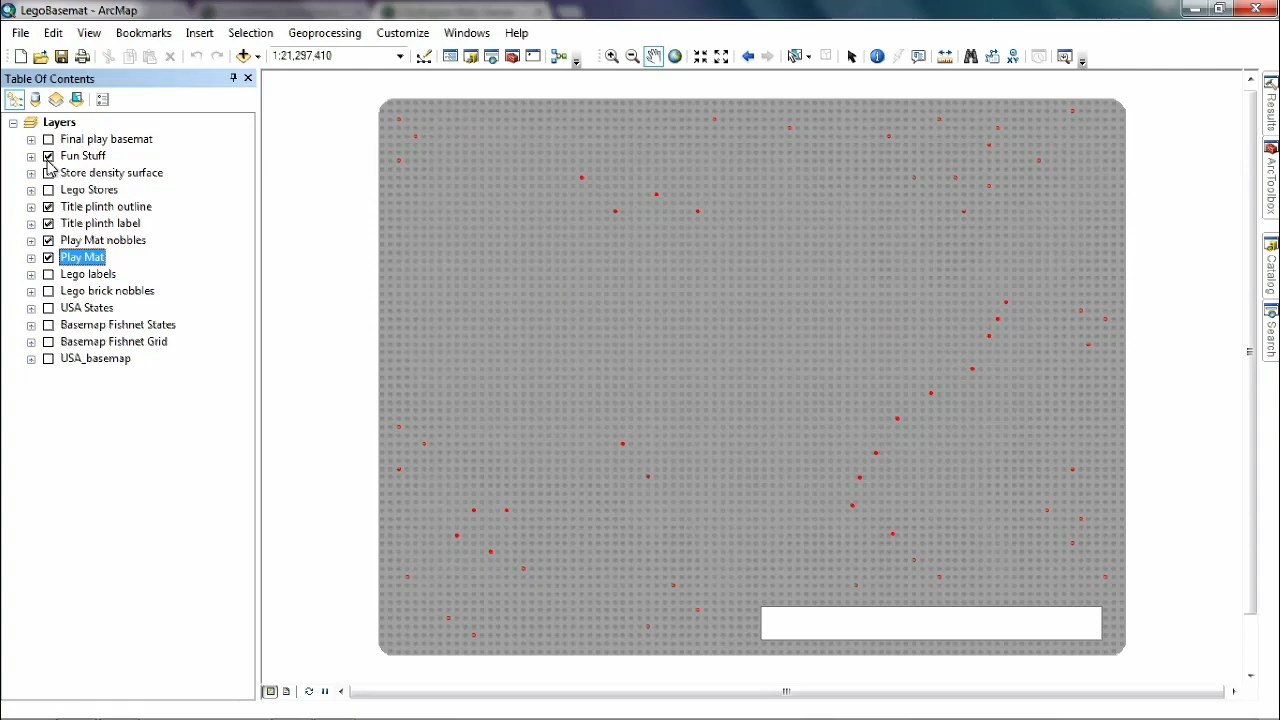 LegoBasemat - ArcMap
File Edit View Bookmarks Insert Selection Geoprocessing Customize Windows Help
1:21,297,410
Table Of Contents
Layers
Final play basemat
Fun Stuff
Store density surface
Lego Stores
Title plinth outline
Title plinth label
Play Mat nobbles
Play Mat
Lego labels
Lego brick nobbles
USA States
Basemap Fishnet States
Basemap Fishnet Grid
USA_basemap
Results
ArcToolbox
Catalog
Search